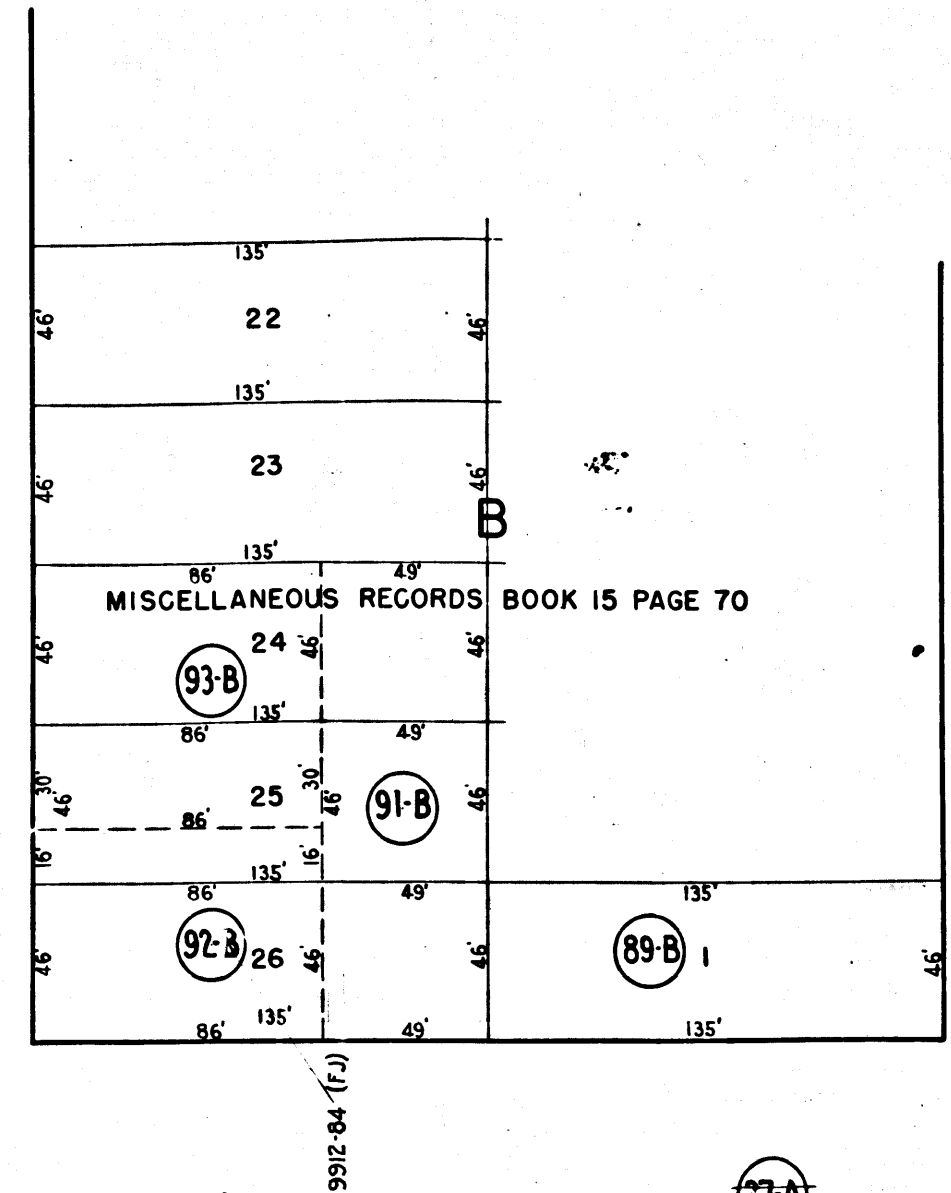 135'
46' 22 46'
135'
46' 23 46'
B
135'
86' 49'
MISCELLANEOUS RECORDS BOOK 15 PAGE 70
46' 24 46' 46'
93-B
135'
86' 49'
30' 46' 25 30' 46' 91-B 46'
86'
16' 16'
135'
86' 49' 135'
46' 92-B 26 46' 46' 89-B 1 46'
135'
86' 49' 135'
9912-84 (FJ)